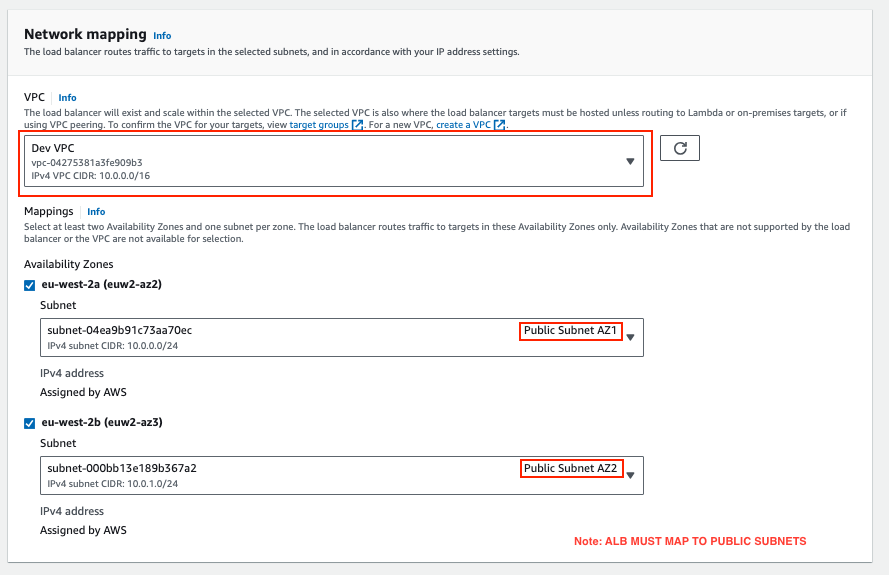 Network mapping Info
The load balancer routes traffic to targets in the selected subnets, and in accordance with your IP address settings.
VPC Info
The load balancer will exist and scale within the selected VPC. The selected VPC is also where the load balancer targets must be hosted unless routing to Lambda or on-premises targets, or if
using VPC peering. To confirm the VPC for your targets, view target groups. For a new VPC, create a VPC.
Dev VPC
vpc-04275381a3fe909b3
IPv4 VPC CIDR: 10.0.0.0/16
Mappings Info
Select at least two Availability Zones and one subnet per zone. The load balancer routes traffic to targets in these Availability Zones only. Availability Zones that are not supported by the load
balancer or the VPC are not available for selection.
Availability Zones
eu-west-2a (euw2-az2)
Subnet
subnet-04ea9b91c73aa70ec Public Subnet AZ1
IPv4 subnet CIDR: 10.0.0.0/24
IPv4 address
Assigned by AWS
eu-west-2b (euw2-az3)
Subnet
subnet-000bb13e189b367a2 Public Subnet AZ2
IPv4 subnet CIDR: 10.0.1.0/24
IPv4 address
Assigned by AWS
Note: ALB MUST MAP TO PUBLIC SUBNETS